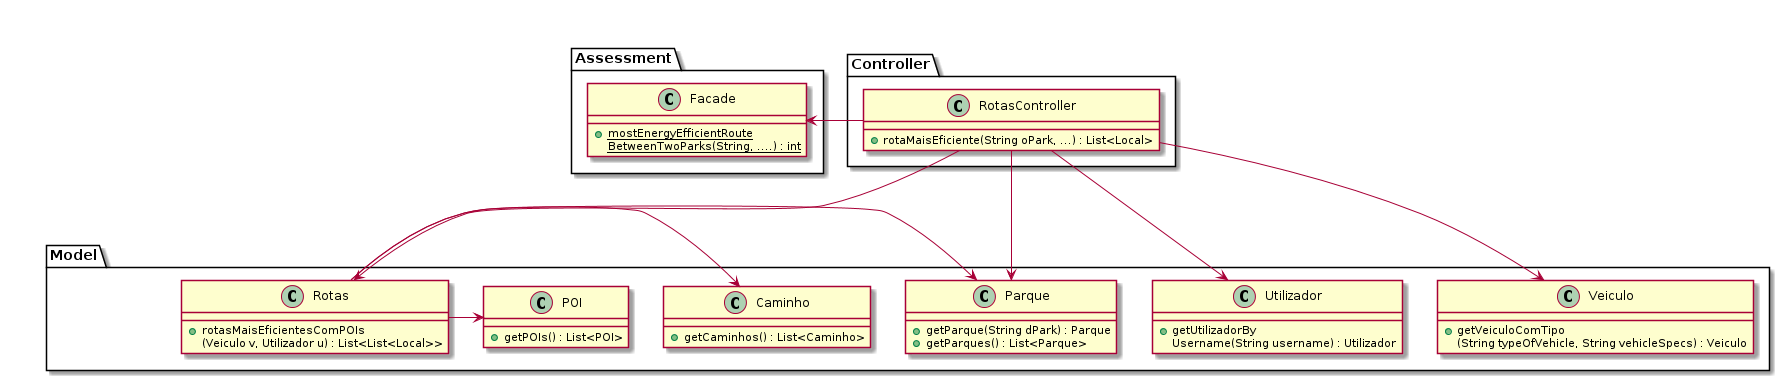 Assessment
C Facade
mostEnergyEfficientRoute
BetweenTwoParks(String, ....) : int
Controller
C RotasController
rotaMaisEficiente(String oPark, ...) : List<Local>
Model
C Rotas
rotasMaisEficientesComPOIs
(Veiculo v, Utilizador u) : List<List<Local>>
C POI
getPOIs() : List<POI>
C Caminho
getCaminhos() : List<Caminho>
C Parque
getParque(String dPark) : Parque
getParques() : List<Parque>
C Utilizador
getUtilizadorBy
Username(String username) : Utilizador
C Veiculo
getVeiculoComTipo
(String typeOfVehicle, String vehicleSpecs) : Veiculo